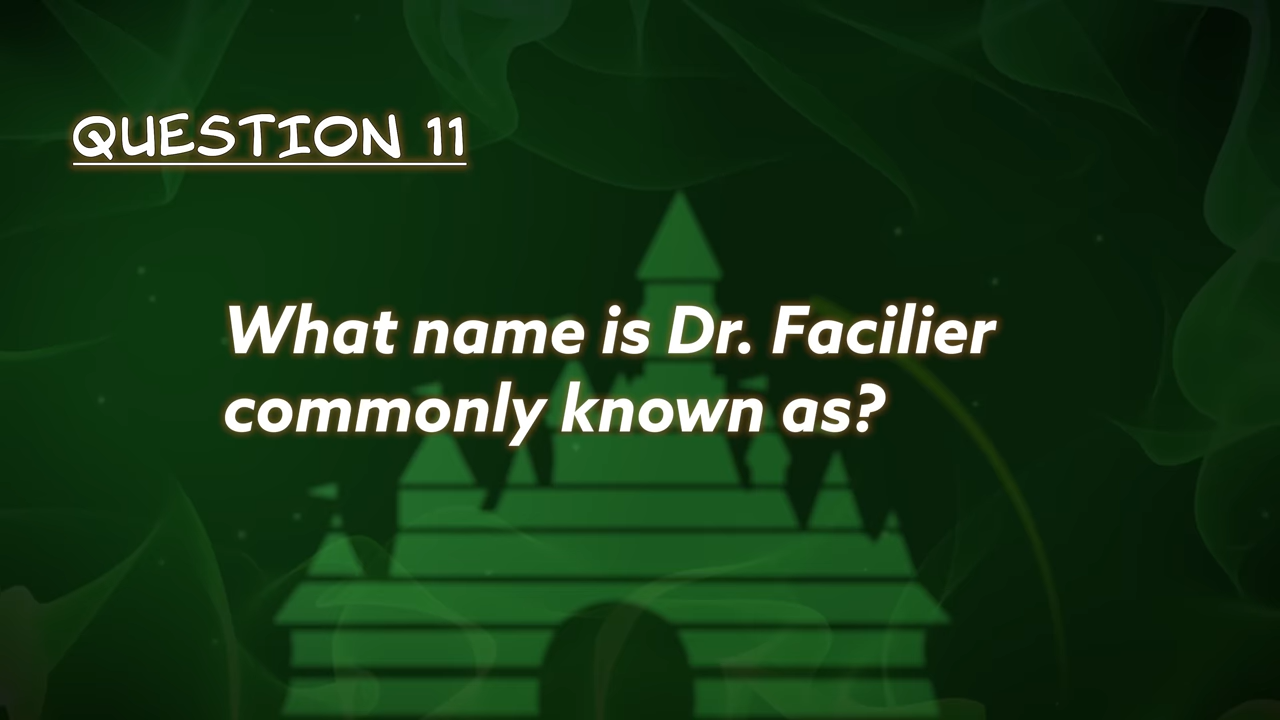 QUESTION 11
What name is Dr. Facilier
commonly known as?